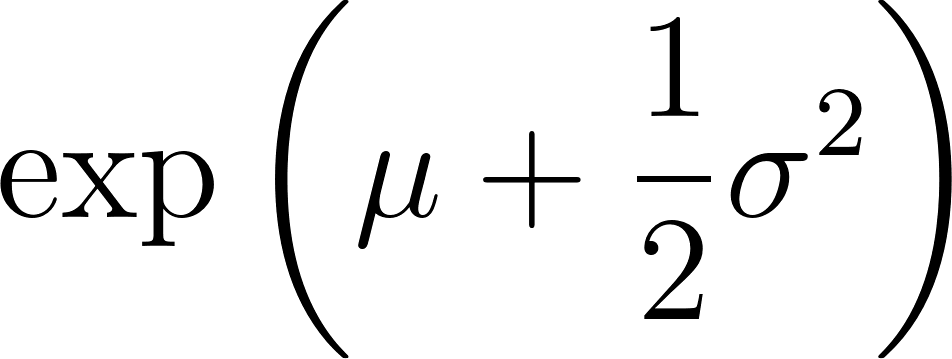 exp(μ + 1/2 σ²)